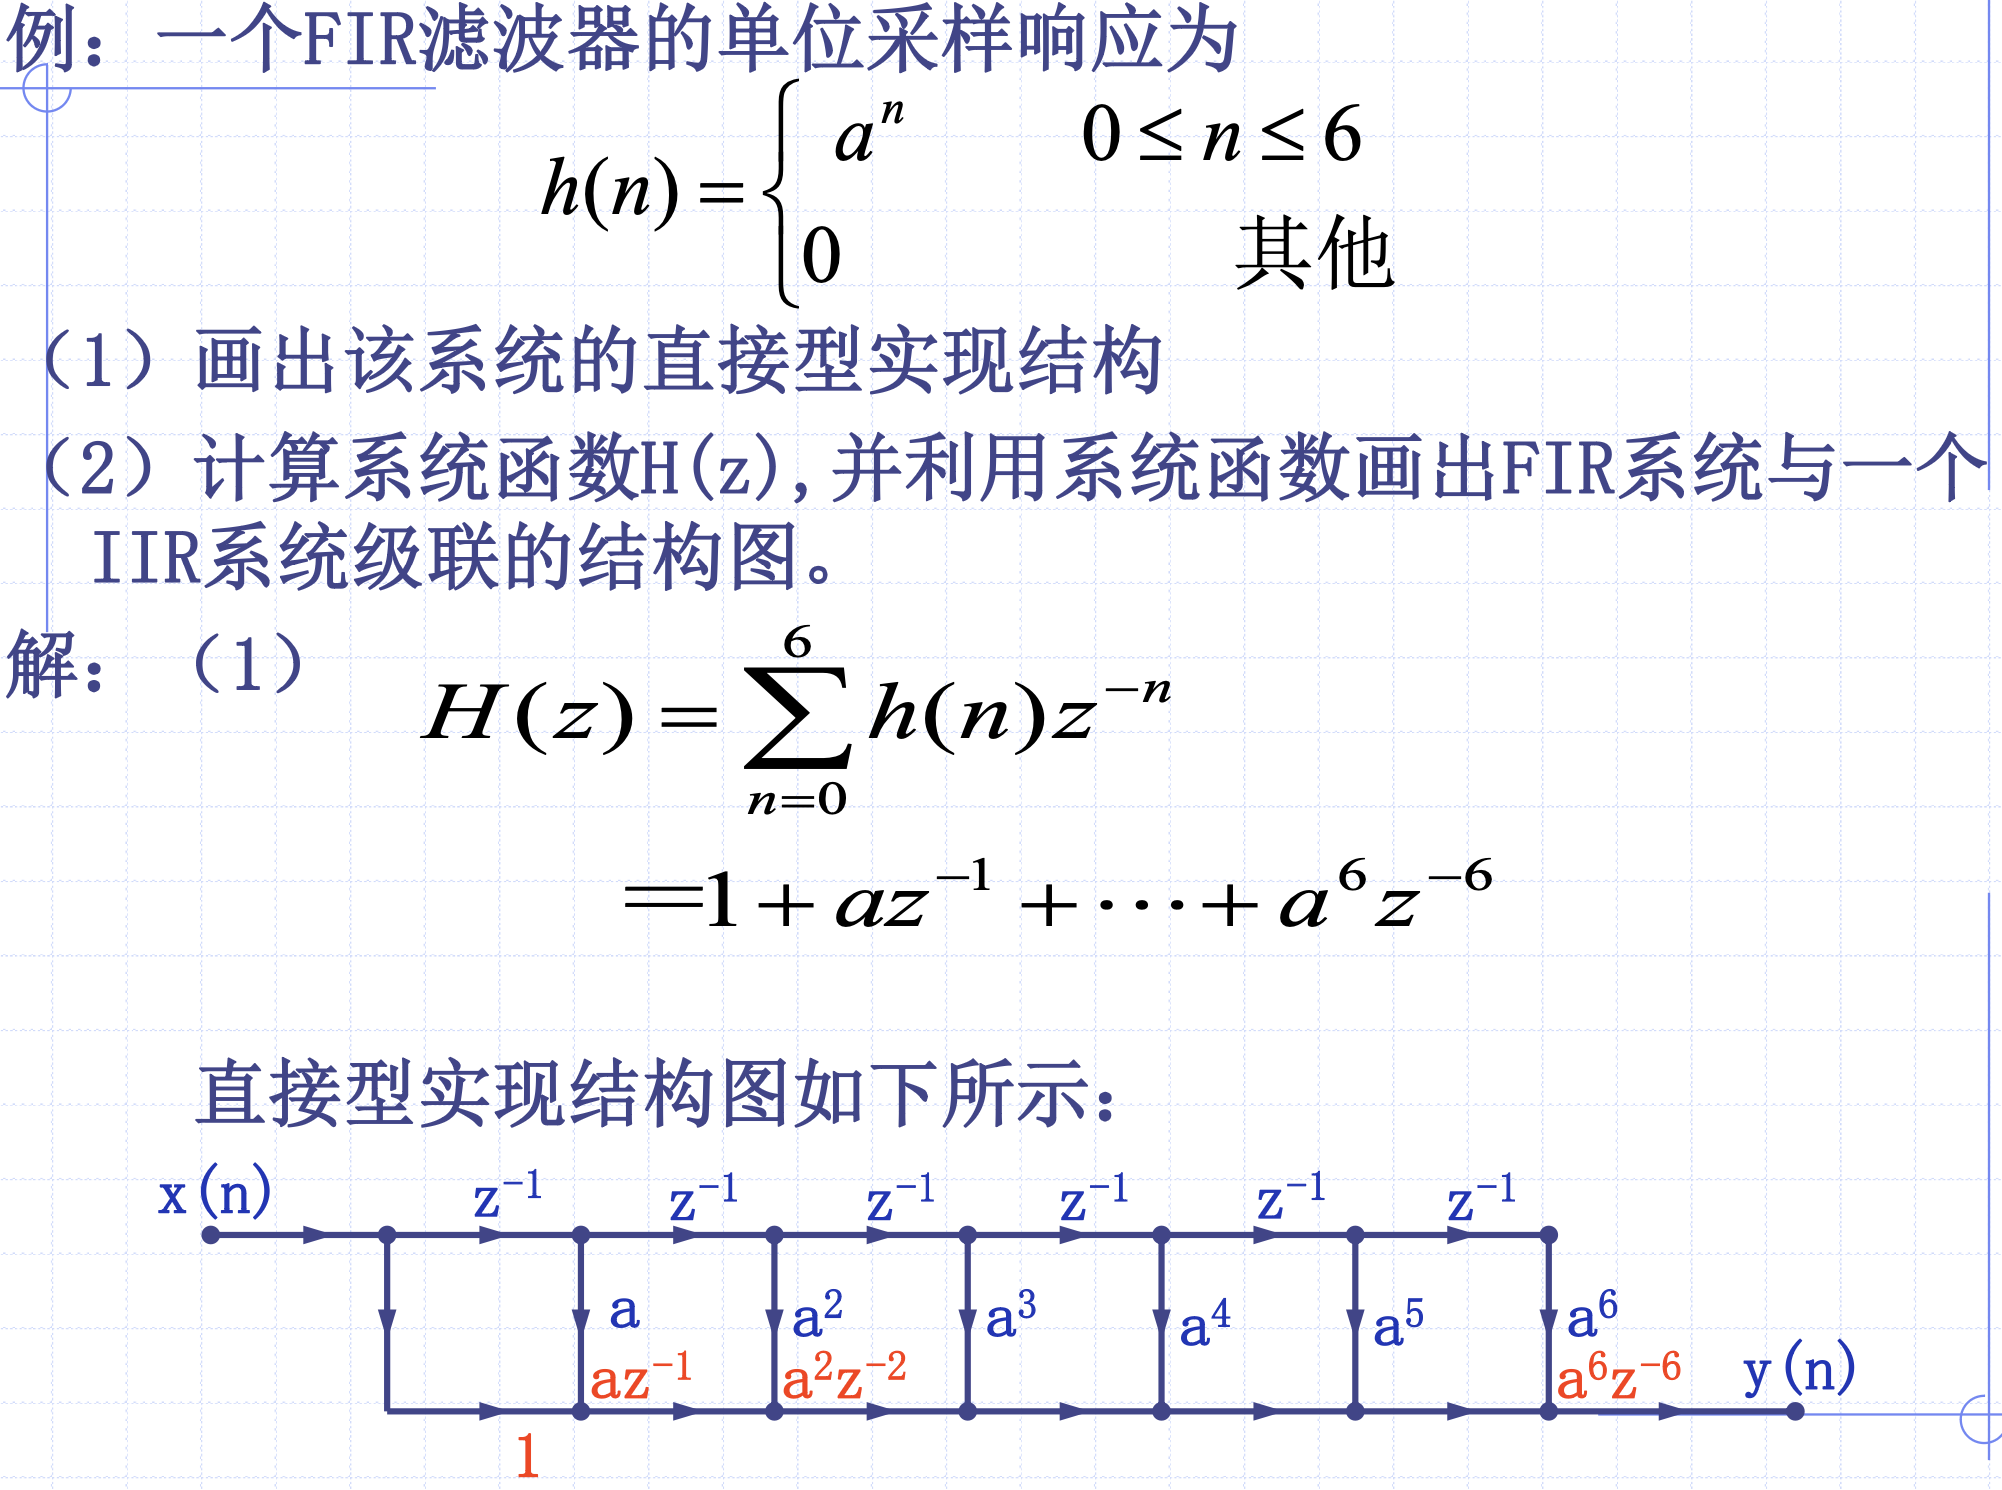 例：一个FIR滤波器的单位采样响应为
h(n) = { a^n 0 ≤ n ≤ 6
0 其他
（1）画出该系统的直接型实现结构
（2）计算系统函数H(z),并利用系统函数画出FIR系统与一个
IIR系统级联的结构图。
解：（1）
H(z) = ∑_{n=0}^{6} h(n)z^{-n}
=1 + az^{-1} + ⋯ + a^6 z^{-6}
直接型实现结构图如下所示：
x(n) z^{-1} z^{-1} z^{-1} z^{-1} z^{-1} z^{-1}
a a^2 a^3 a^4 a^5 a^6
az^{-1} a^2z^{-2} a^6z^{-6} y(n)
1